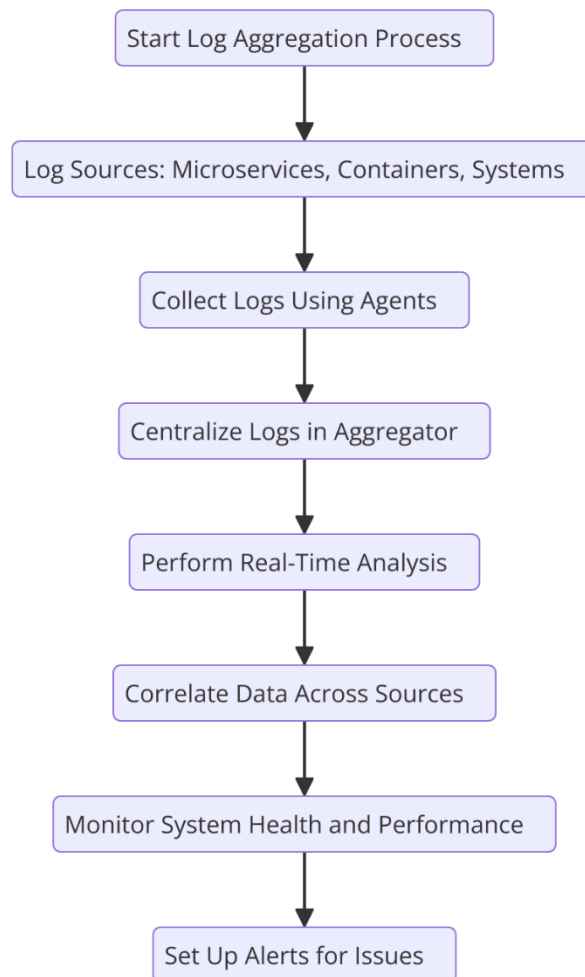 Start Log Aggregation Process
Log Sources: Microservices, Containers, Systems
Collect Logs Using Agents
Centralize Logs in Aggregator
Perform Real-Time Analysis
Correlate Data Across Sources
Monitor System Health and Performance
Set Up Alerts for Issues